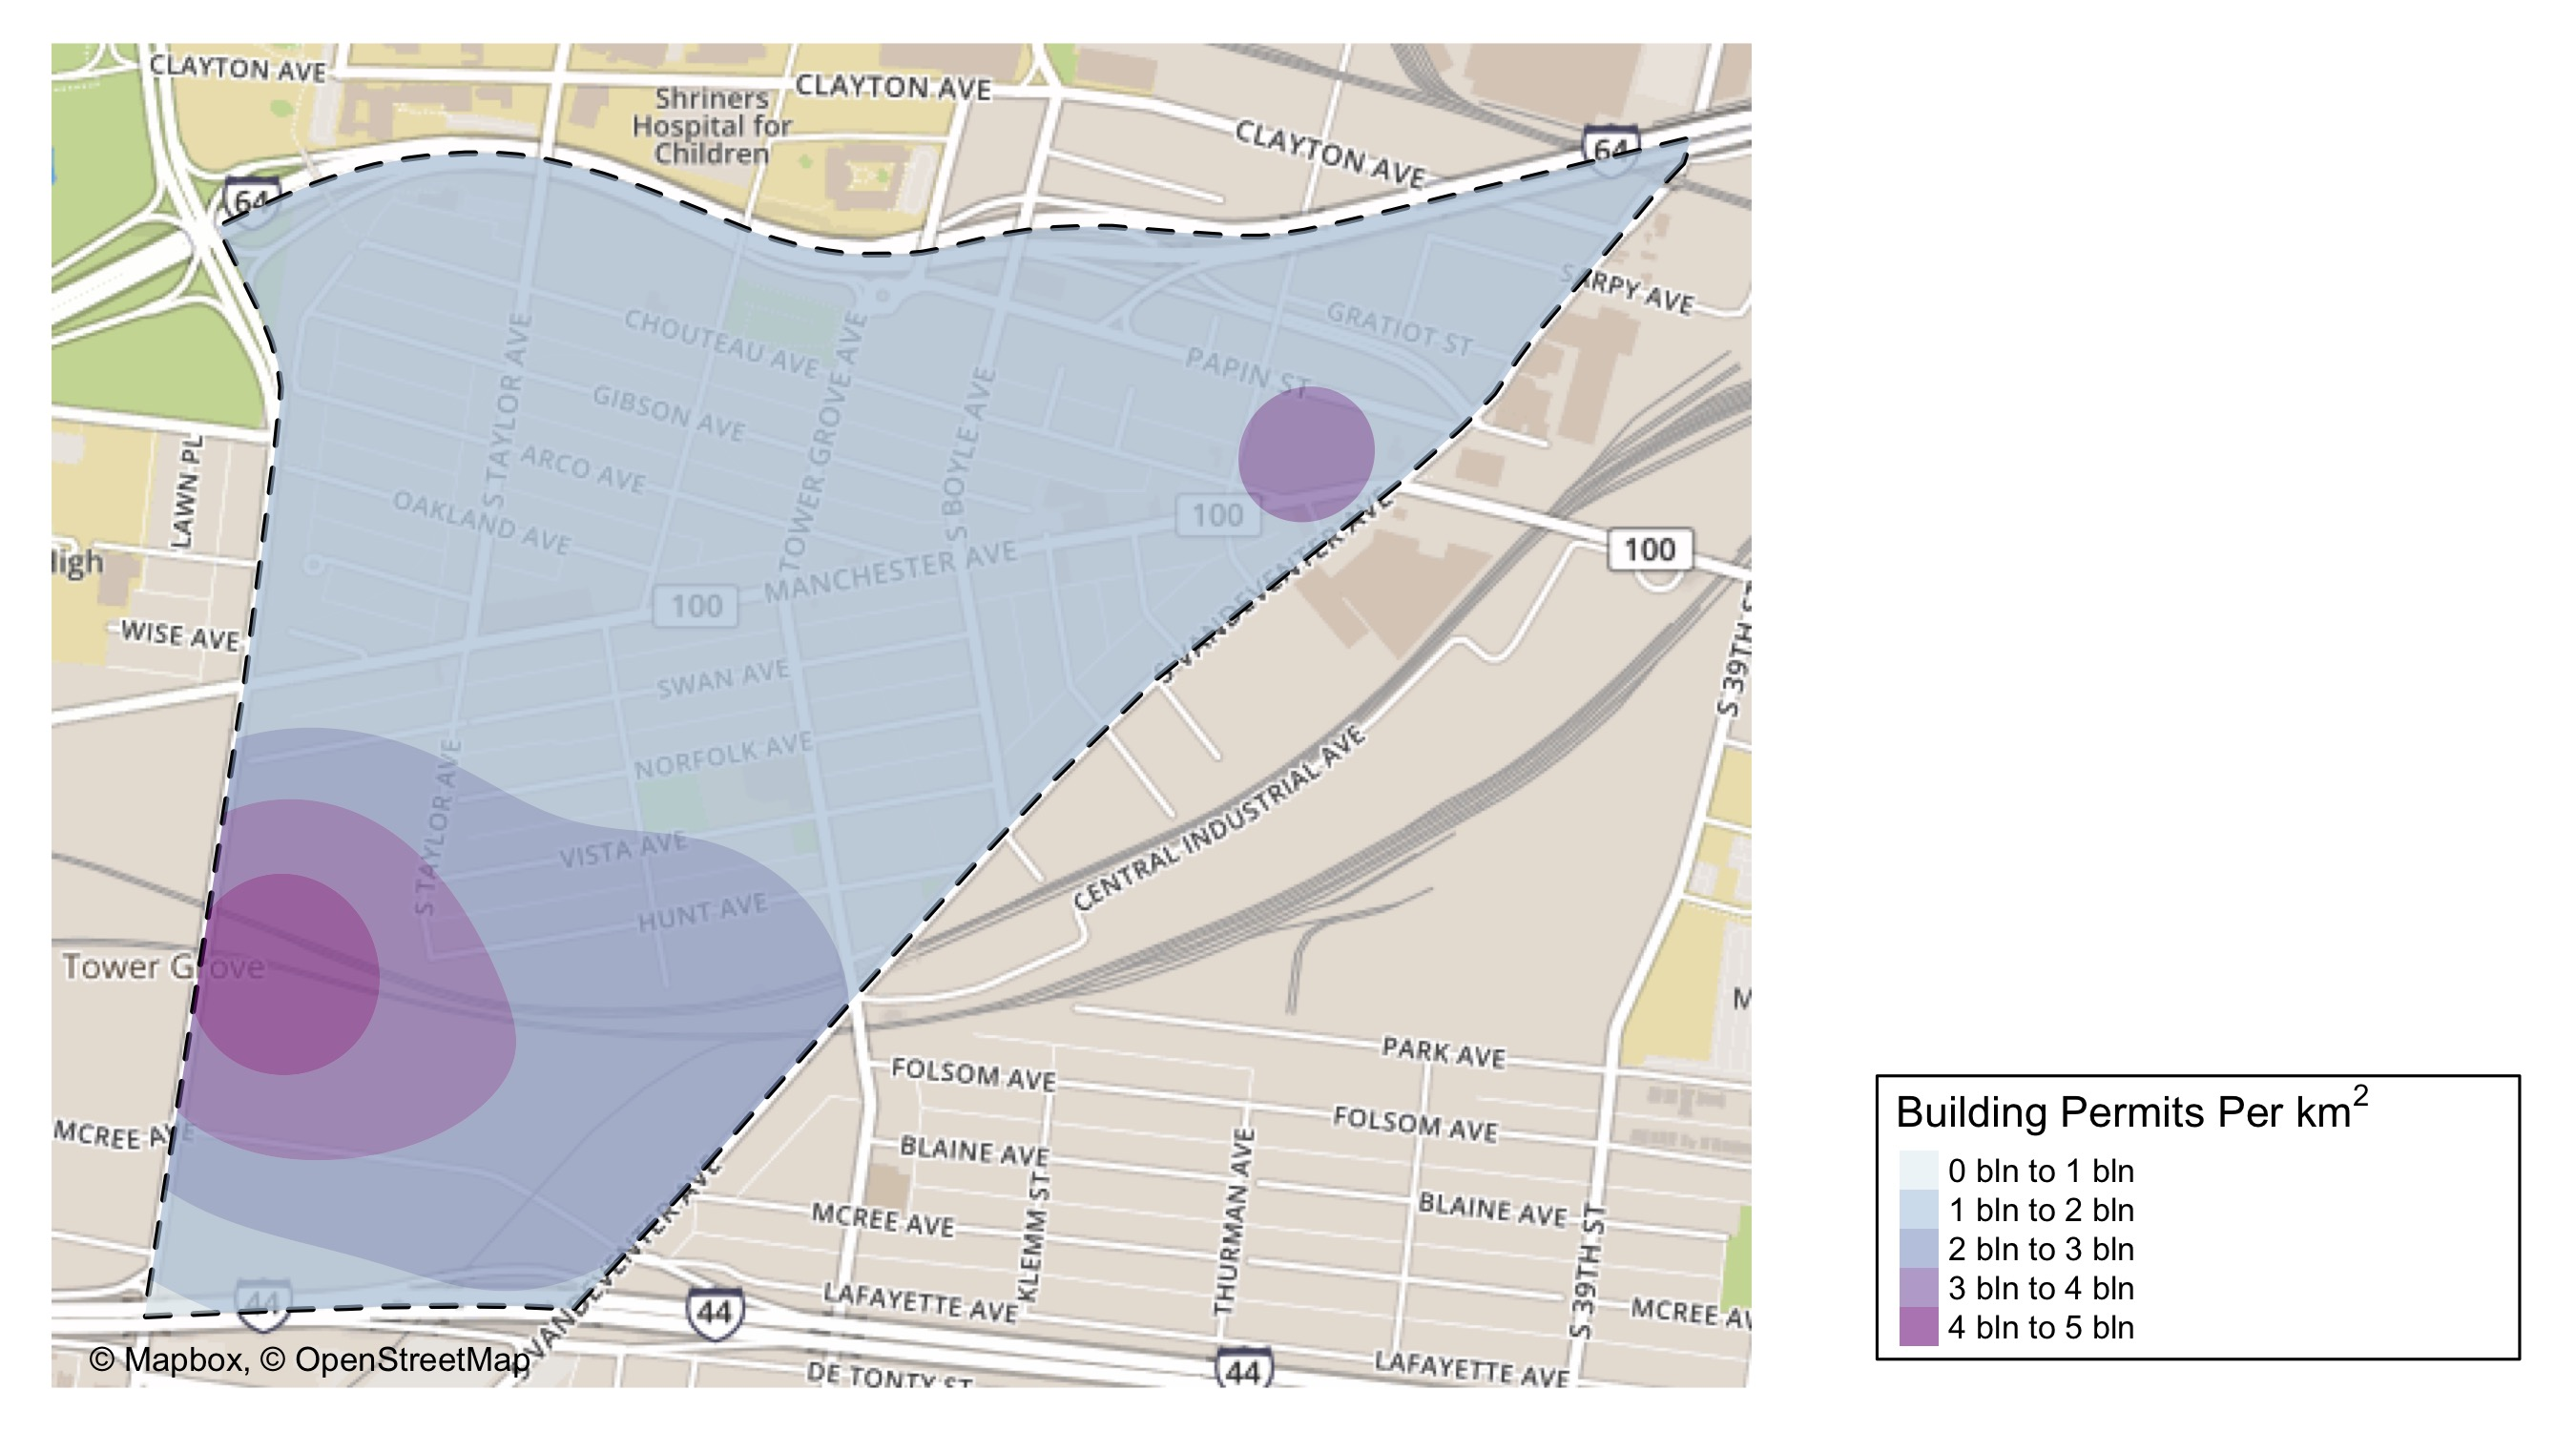 CLAYTON AVE
CLAYTON AVE
Shriners
Hospital for
Children
CLAYTON AVE
64
64
SARPY AVE
CHOUTEAU AVE
GRATIOT ST
PAPIN ST
S TAYLOR AVE
TOWER GROVE AVE
S BOYLE AVE
GIBSON AVE
ARCO AVE
OAKLAND AVE
LAWN PL
100
100
MANCHESTER AVE
100
S VANDEVENTER AVE
WISE AVE
SWAN AVE
S 39TH ST
NORFOLK AVE
S TAYLOR AVE
CENTRAL INDUSTRIAL AVE
VISTA AVE
HUNT AVE
Tower Grove
M
PARK AVE
FOLSOM AVE
FOLSOM AVE
MCREE AVE
BLAINE AVE
KLEMM ST
THURMAN AVE
BLAINE AVE
S 39TH ST
MCREE AVE
S VANDEVENTER AVE
44
44
LAFAYETTE AVE
MCREE AV
© Mapbox, © OpenStreetMap
DE TONTY ST
44
LAFAYETTE AVE
Building Permits Per km²
0 bln to 1 bln
1 bln to 2 bln
2 bln to 3 bln
3 bln to 4 bln
4 bln to 5 bln